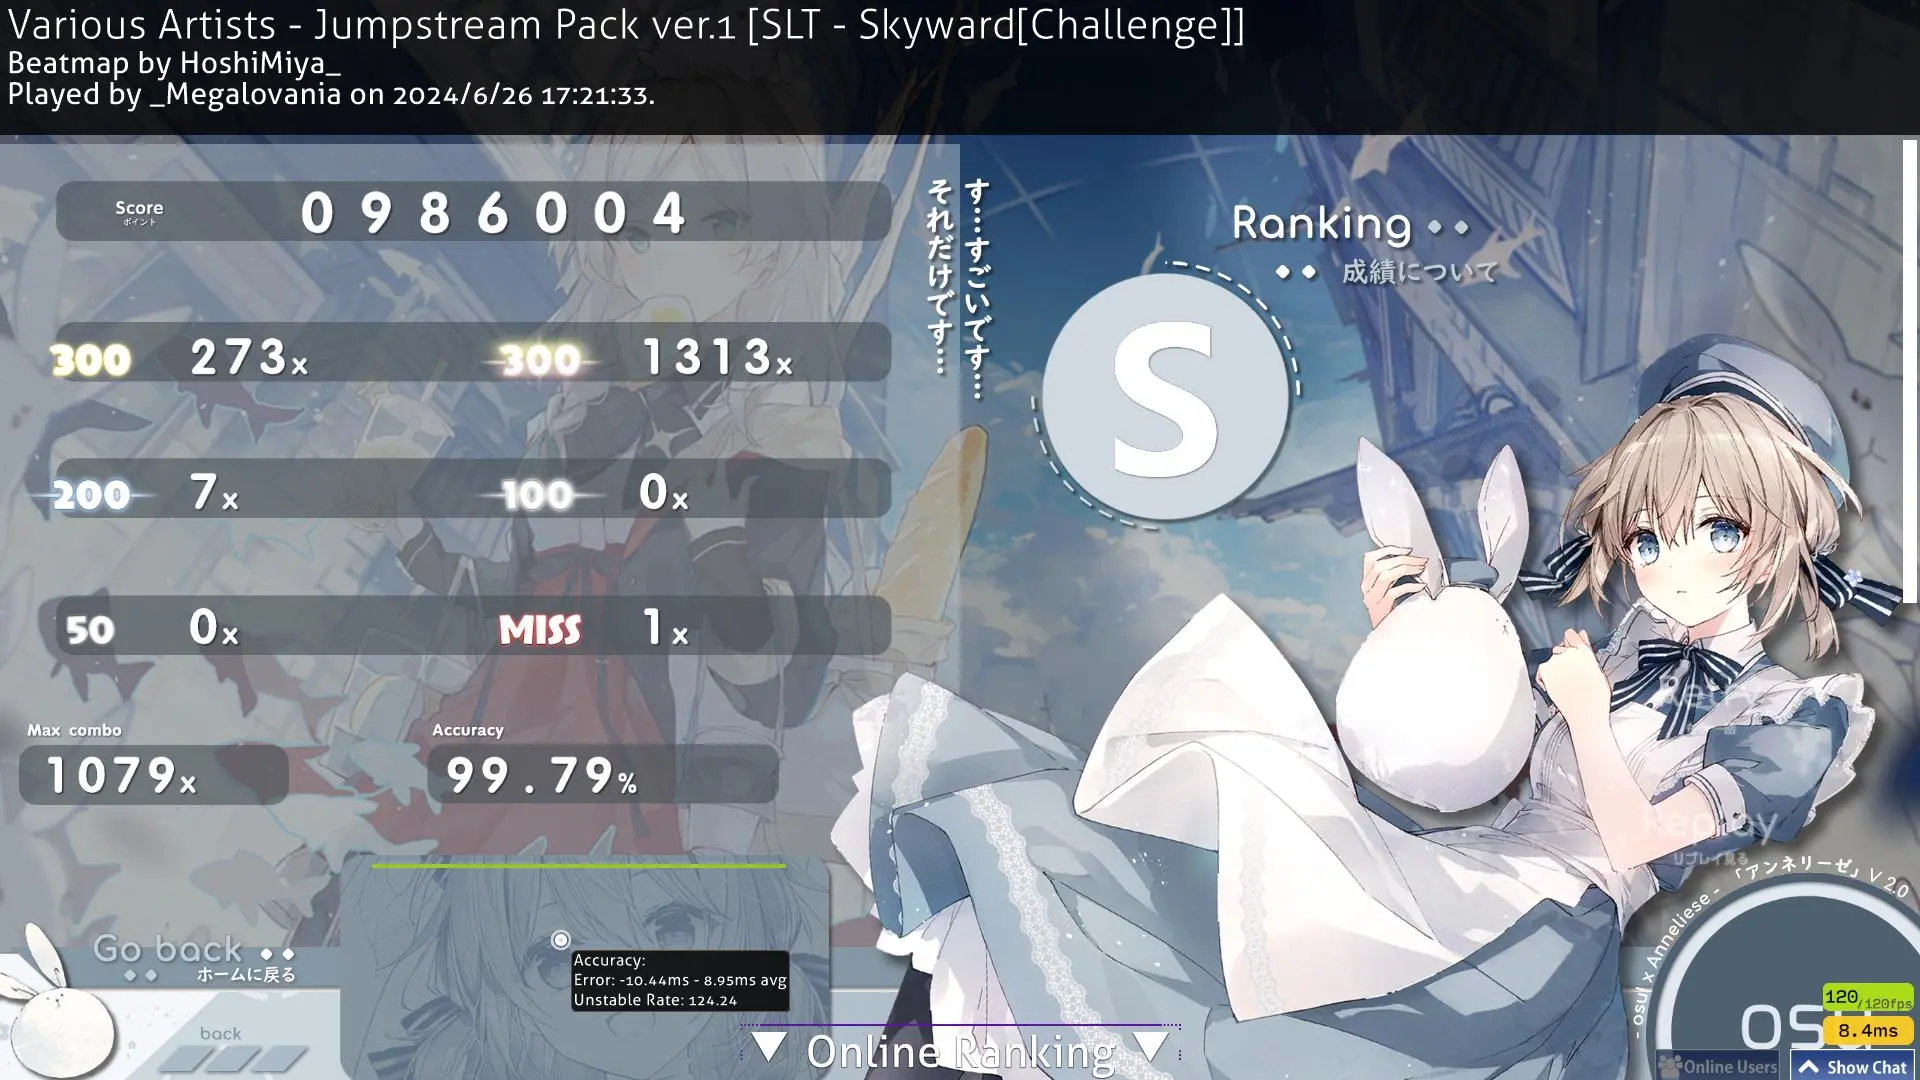 Various Artists - Jumpstream Pack ver.1 [SLT - Skyward[Challenge]]
Beatmap by HoshiMiya_
Played by _Megalovania on 2024/6/26 17:21:33.
Score
ポイント
0986004
す…すごいです…
それだけです…
Ranking
成績について
S
300 273x 300 1313x
200 7x 100 0x
50 0x MISS 1x
Max combo
1079x
Accuracy
99.79%
Replay
リプレイ見る
- osu! x Anneliese - 「アンネリーゼ」 V 2.0
Go back
ホームに戻る
back
Accuracy:
Error: -10.44ms - 8.95ms avg
Unstable Rate: 124.24
Online Ranking
120/120fps
8.4ms
Online Users
Show Chat